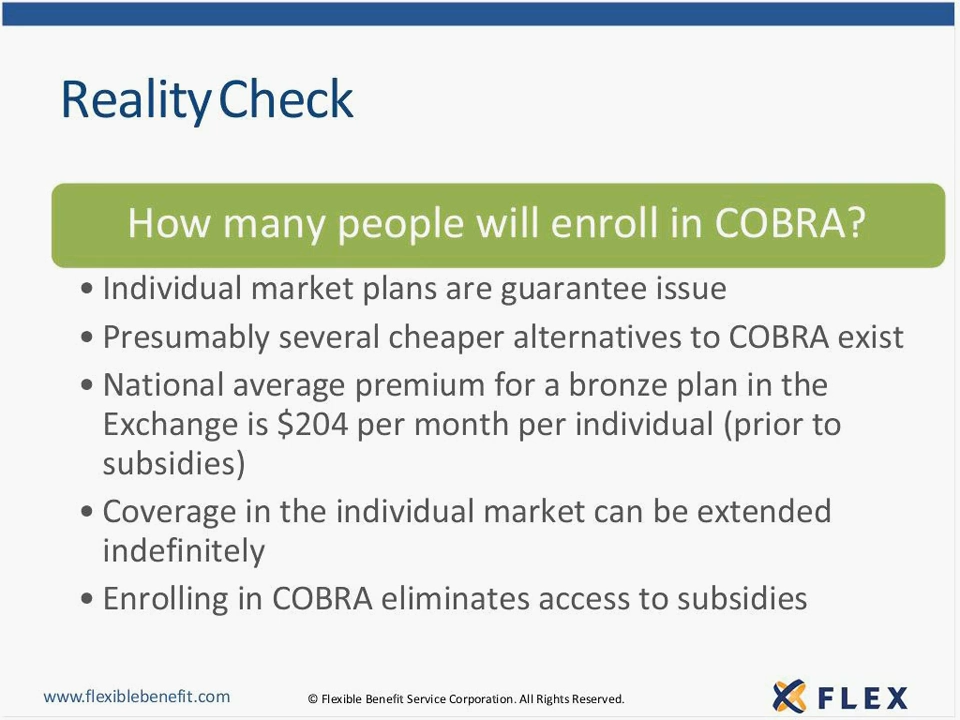 Reality Check
How many people will enroll in COBRA?
• Individual market plans are guarantee issue
• Presumably several cheaper alternatives to COBRA exist
• National average premium for a bronze plan in the
Exchange is $204 per month per individual (prior to
subsidies)
• Coverage in the individual market can be extended
indefinitely
• Enrolling in COBRA eliminates access to subsidies
www.flexiblebenefit.com
© Flexible Benefit Service Corporation. All Rights Reserved.
FLEX